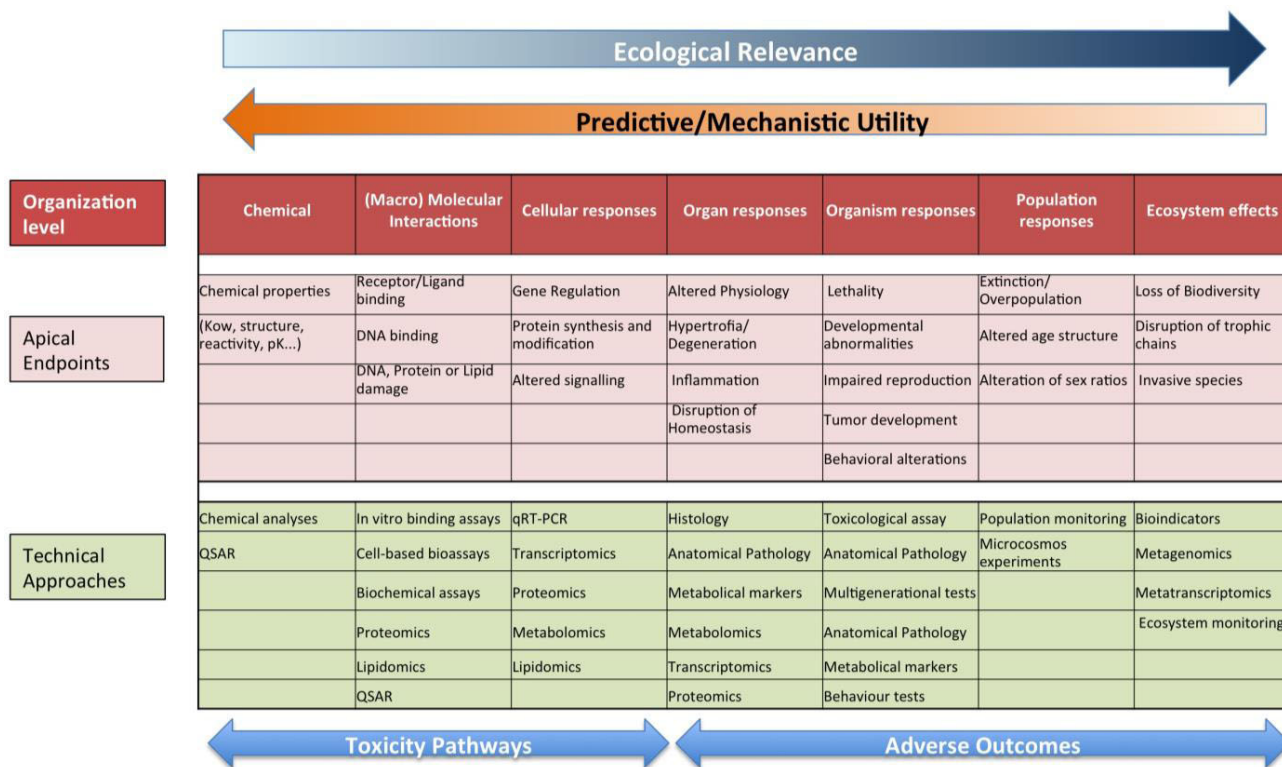 Ecological Relevance
Predictive/Mechanistic Utility
Organization
level
Chemical
(Macro) Molecular
Interactions
Cellular responses
Organ responses
Organism responses
Population
responses
Ecosystem effects
Apical
Endpoints
Chemical properties
Receptor/Ligand
binding
Gene Regulation
Altered Physiology
Lethality
Extinction/
Overpopulation
Loss of Biodiversity
(Kow, structure,
reactivity, pK...)
DNA binding
Protein synthesis and
modification
Hypertrofia/
Degeneration
Developmental
abnormalities
Altered age structure
Disruption of trophic
chains
DNA, Protein or Lipid
damage
Altered signalling
Inflammation
Impaired reproduction
Alteration of sex ratios
Invasive species
Disruption of
Homeostasis
Tumor development
Behavioral alterations
Technical
Approaches
Chemical analyses
In vitro binding assays
qRT-PCR
Histology
Toxicological assay
Population monitoring
Bioindicators
QSAR
Cell-based bioassays
Transcriptomics
Anatomical Pathology
Anatomical Pathology
Microcosmos
experiments
Metagenomics
Biochemical assays
Proteomics
Metabolical markers
Multigenerational tests
Metatranscriptomics
Proteomics
Metabolomics
Metabolomics
Anatomical Pathology
Ecosystem monitoring
Lipidomics
Lipidomics
Transcriptomics
Metabolical markers
QSAR
Proteomics
Behaviour tests
Toxicity Pathways
Adverse Outcomes